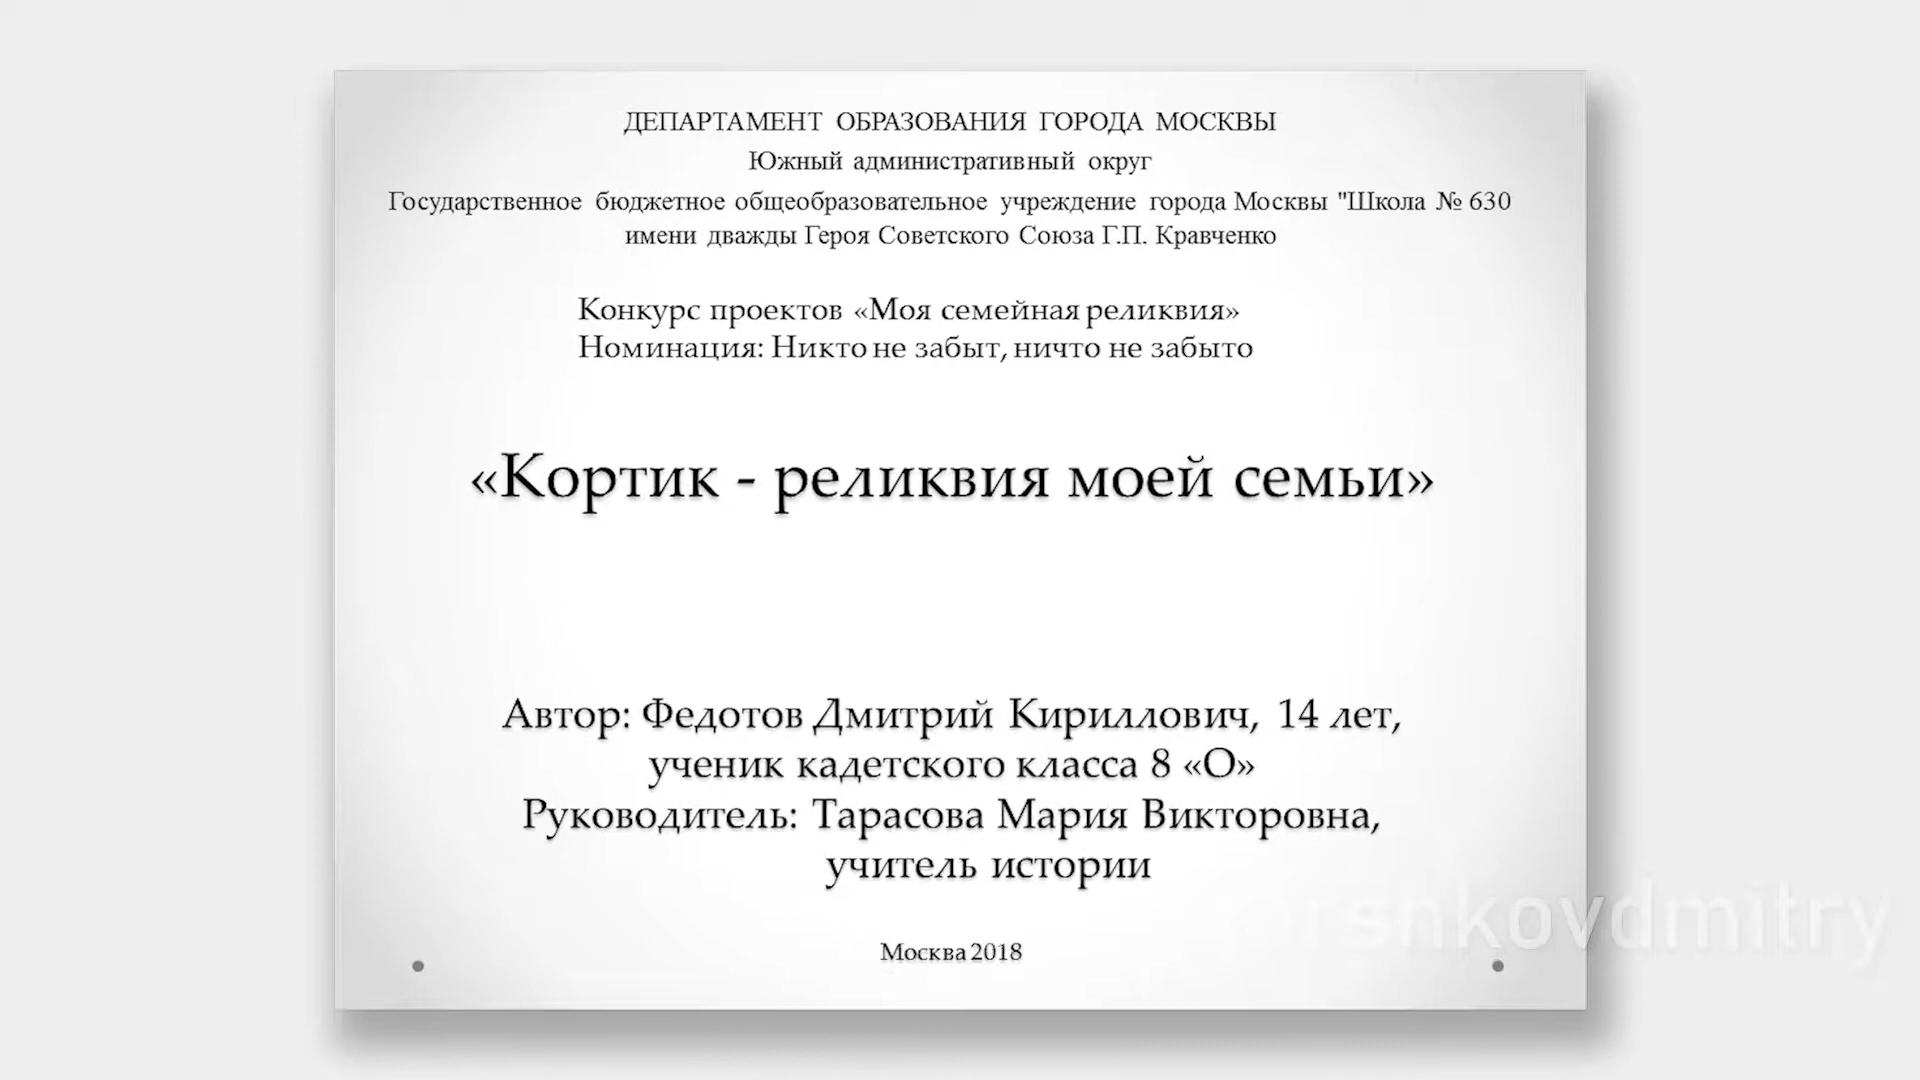 ДЕПАРТАМЕНТ ОБРАЗОВАНИЯ ГОРОДА МОСКВЫ
Южный административный округ
Государственное бюджетное общеобразовательное учреждение города Москвы "Школа № 630
имени дважды Героя Советского Союза Г.П. Кравченко
Конкурс проектов «Моя семейная реликвия»
Номинация: Никто не забыт, ничто не забыто
«Кортик - реликвия моей семьи»
Автор: Федотов Дмитрий Кириллович, 14 лет,
ученик кадетского класса 8 «О»
Руководитель: Тарасова Мария Викторовна,
учитель истории
Москва 2018